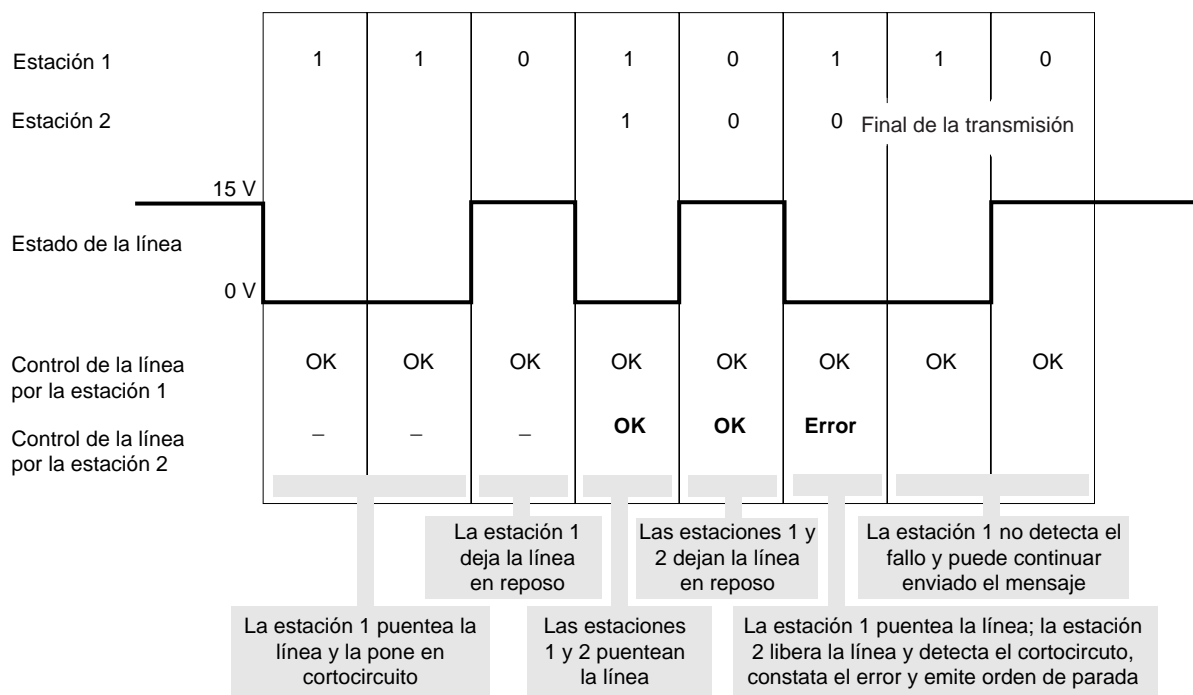 Estación 1 1 1 0 1 0 1 1 0
Estación 2 1 0 0 Final de la transmisión
15 V
Estado de la línea
0 V
Control de la línea
por la estación 1
OK OK OK OK OK OK OK OK
Control de la línea
por la estación 2
– – – OK OK Error
La estación 1
deja la línea
en reposo
Las estaciones 1 y
2 dejan la línea
en reposo
La estación 1 no detecta el
fallo y puede continuar
enviado el mensaje
La estación 1 puentea la
línea y la pone en
cortocircuito
Las estaciones
1 y 2 puentean
la línea
La estación 1 puentea la línea; la estación
2 libera la línea y detecta el cortocircuto,
constata el error y emite orden de parada